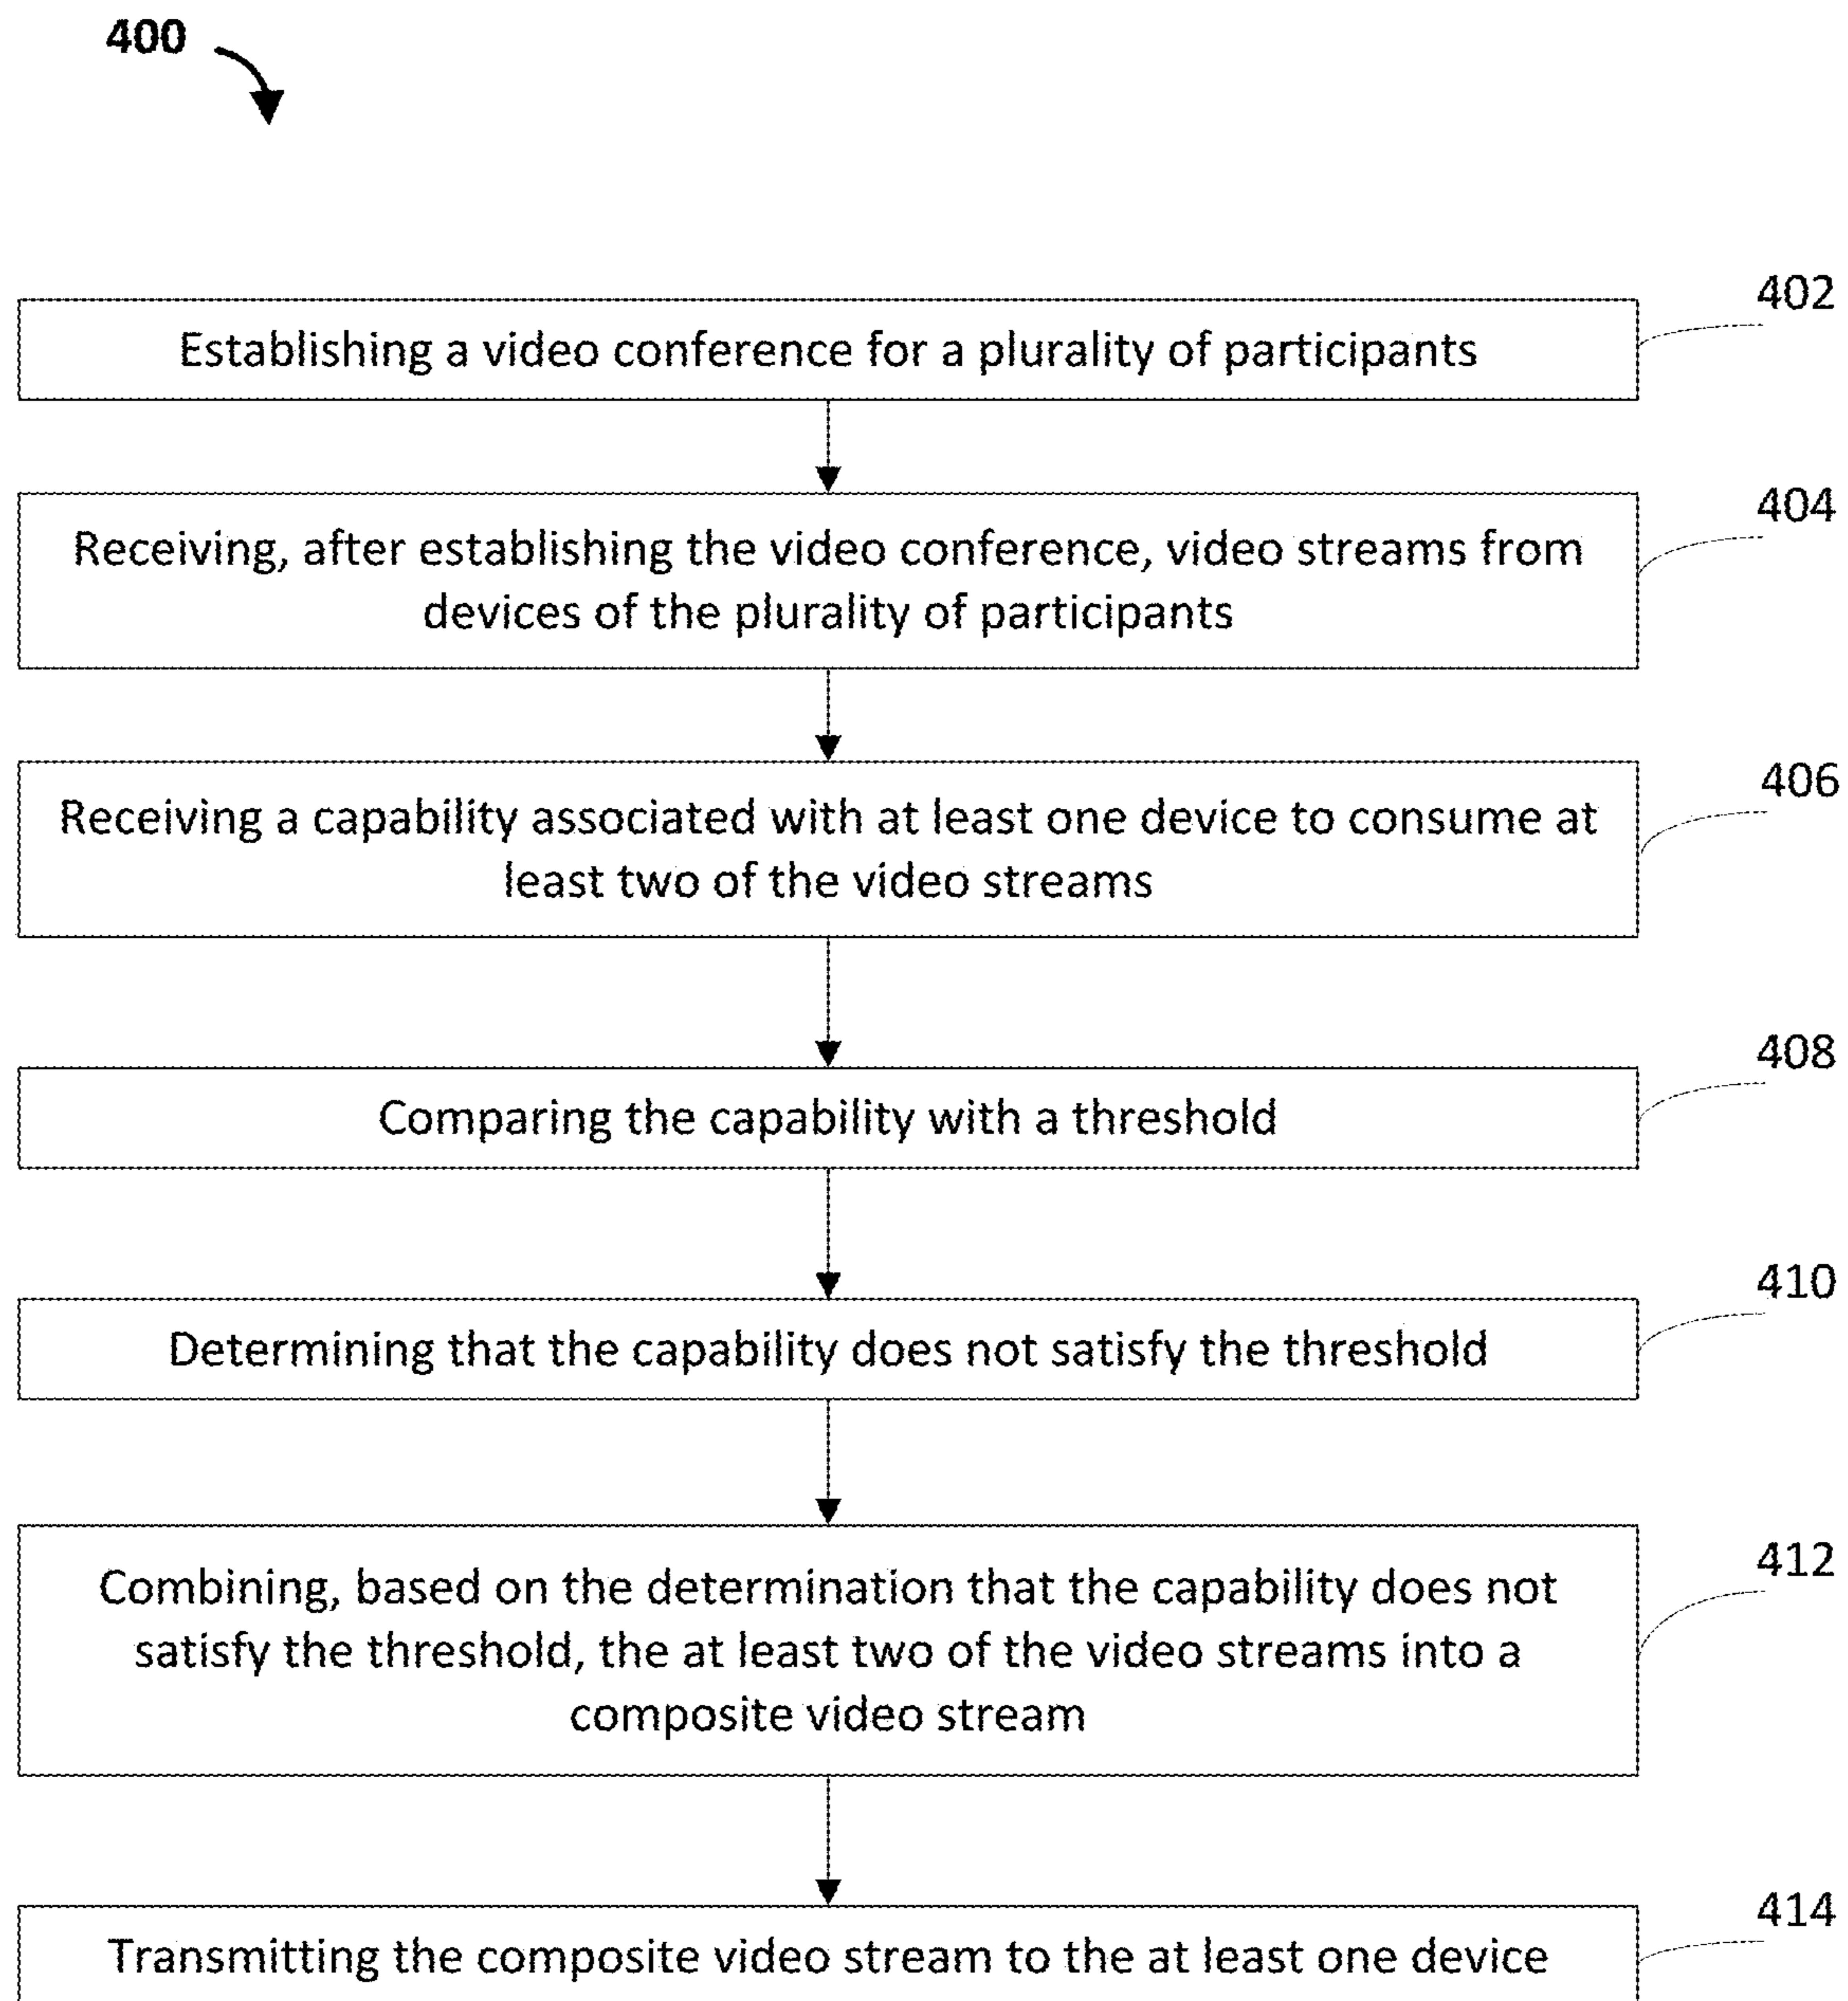 400
402
Establishing a video conference for a plurality of participants
404
Receiving, after establishing the video conference, video streams from
devices of the plurality of participants
406
Receiving a capability associated with at least one device to consume at
least two of the video streams
408
Comparing the capability with a threshold
410
Determining that the capability does not satisfy the threshold
412
Combining, based on the determination that the capability does not
satisfy the threshold, the at least two of the video streams into a
composite video stream
414
Transmitting the composite video stream to the at least one device